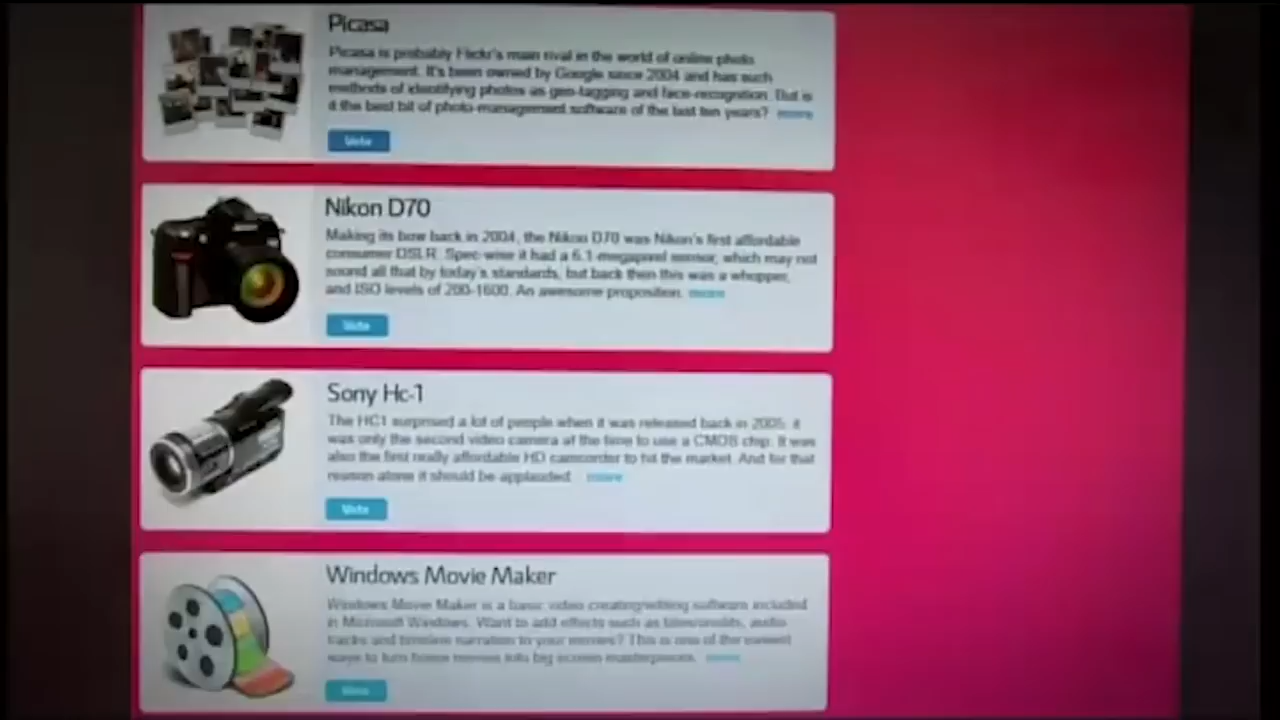 Picasa
Picasa is probably Flickr's main rival in the world of online photo
management. It's been owned by Google since 2004 and has such
methods of identifying photos as geo-tagging and face-recognition. But is
it the best bit of photo-management software of the last ten years? more
Vote
Nikon D70
Making its bow back in 2004, the Nikon D70 was Nikon's first affordable
consumer DSLR. Spec-wise it had a 6.1-megapixel sensor, which may not
sound all that by today's standards, but back then this was a whopper,
and ISO levels of 200-1600. An awesome proposition. more
Vote
Sony Hc-1
The HC1 surprised a lot of people when it was released back in 2005; it
was only the second video camera at the time to use a CMOS chip. It was
also the first really affordable HD camcorder to hit the market. And for that
reason alone it should be applauded. more
Vote
Windows Movie Maker
Windows Movie Maker is a basic video creating/editing software included
in Microsoft Windows. Want to add effects such as titles/credits, audio
tracks and timeline narration to your movies? This is one of the easiest
ways to turn home movies into big screen masterpieces. more
Vote